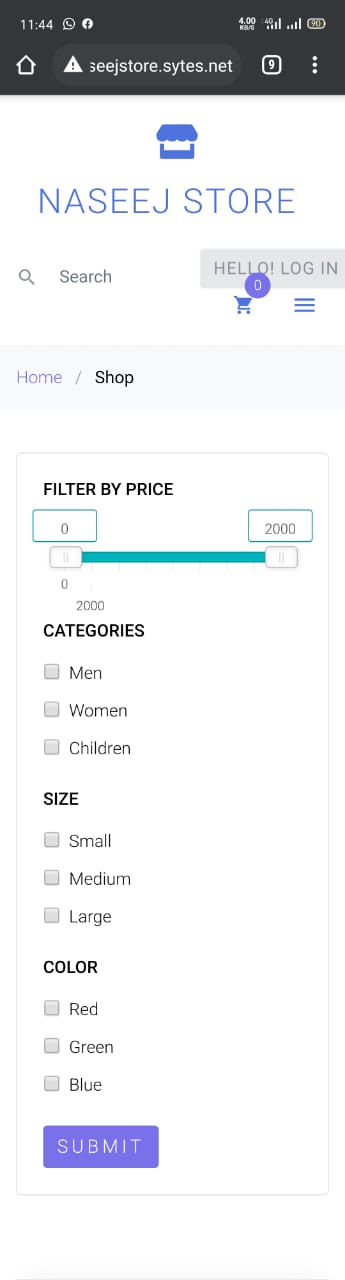 11:44
4.00
KB/S
4G
90
seejstore.sytes.net
9
NASEEJ STORE
Search
HELLO! LOG IN
0
Home / Shop
FILTER BY PRICE
0
2000
0
2000
CATEGORIES
Men
Women
Children
SIZE
Small
Medium
Large
COLOR
Red
Green
Blue
SUBMIT